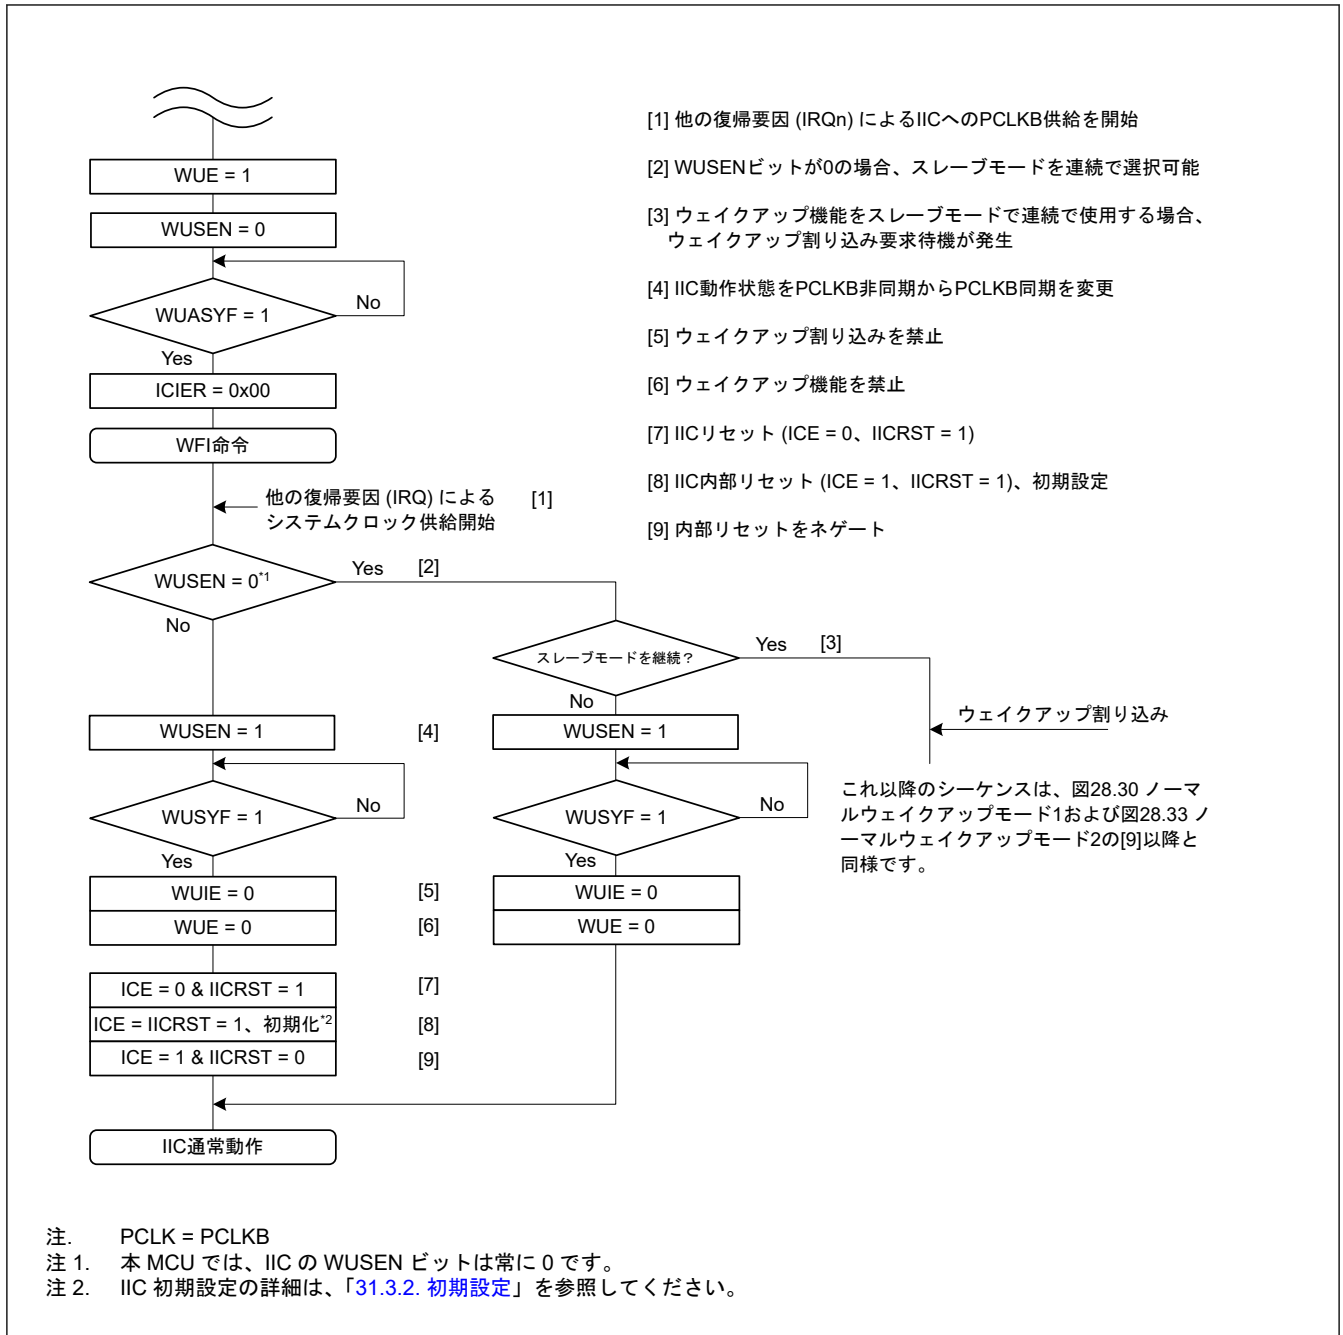 WUE = 1
WUSEN = 0
WUASYF = 1
No
Yes
ICIER = 0x00
WFI命令
他の復帰要因 (IRQ) による
システムクロック供給開始
[1]
WUSEN = 0*1
Yes
[2]
No
スレーブモードを継続？
Yes
[3]
No
ウェイクアップ割り込み
これ以降のシーケンスは、図28.30 ノーマ
ルウェイクアップモード1および図28.33 ノ
ーマルウェイクアップモード2の[9]以降と
同様です。
WUSEN = 1
[4]
WUSEN = 1
WUSYF = 1
No
Yes
WUSYF = 1
No
Yes
WUIE = 0
[5]
WUIE = 0
WUE = 0
[6]
WUE = 0
ICE = 0 & IICRST = 1
[7]
ICE = IICRST = 1、初期化*2
[8]
ICE = 1 & IICRST = 0
[9]
IIC通常動作
[1] 他の復帰要因 (IRQn) によるIICへのPCLKB供給を開始
[2] WUSENビットが0の場合、スレーブモードを連続で選択可能
[3] ウェイクアップ機能をスレーブモードで連続で使用する場合、
ウェイクアップ割り込み要求待機が発生
[4] IIC動作状態をPCLKB非同期からPCLKB同期を変更
[5] ウェイクアップ割り込みを禁止
[6] ウェイクアップ機能を禁止
[7] IICリセット (ICE = 0、IICRST = 1)
[8] IIC内部リセット (ICE = 1、IICRST = 1)、初期設定
[9] 内部リセットをネゲート
注. PCLK = PCLKB
注 1. 本 MCU では、IIC の WUSEN ビットは常に 0 です。
注 2. IIC 初期設定の詳細は、「31.3.2. 初期設定」を参照してください。